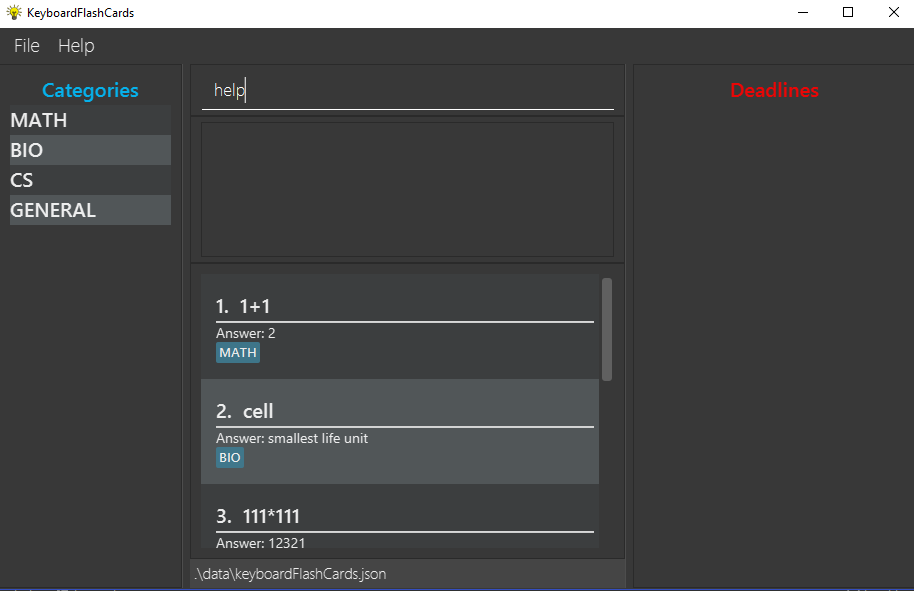 KeyboardFlashCards
File Help
Categories
MATH
BIO
CS
GENERAL
help
1. 1+1
Answer: 2
MATH
2. cell
Answer: smallest life unit
BIO
3. 111*111
Answer: 12321
.\data\keyboardFlashCards.json
Deadlines